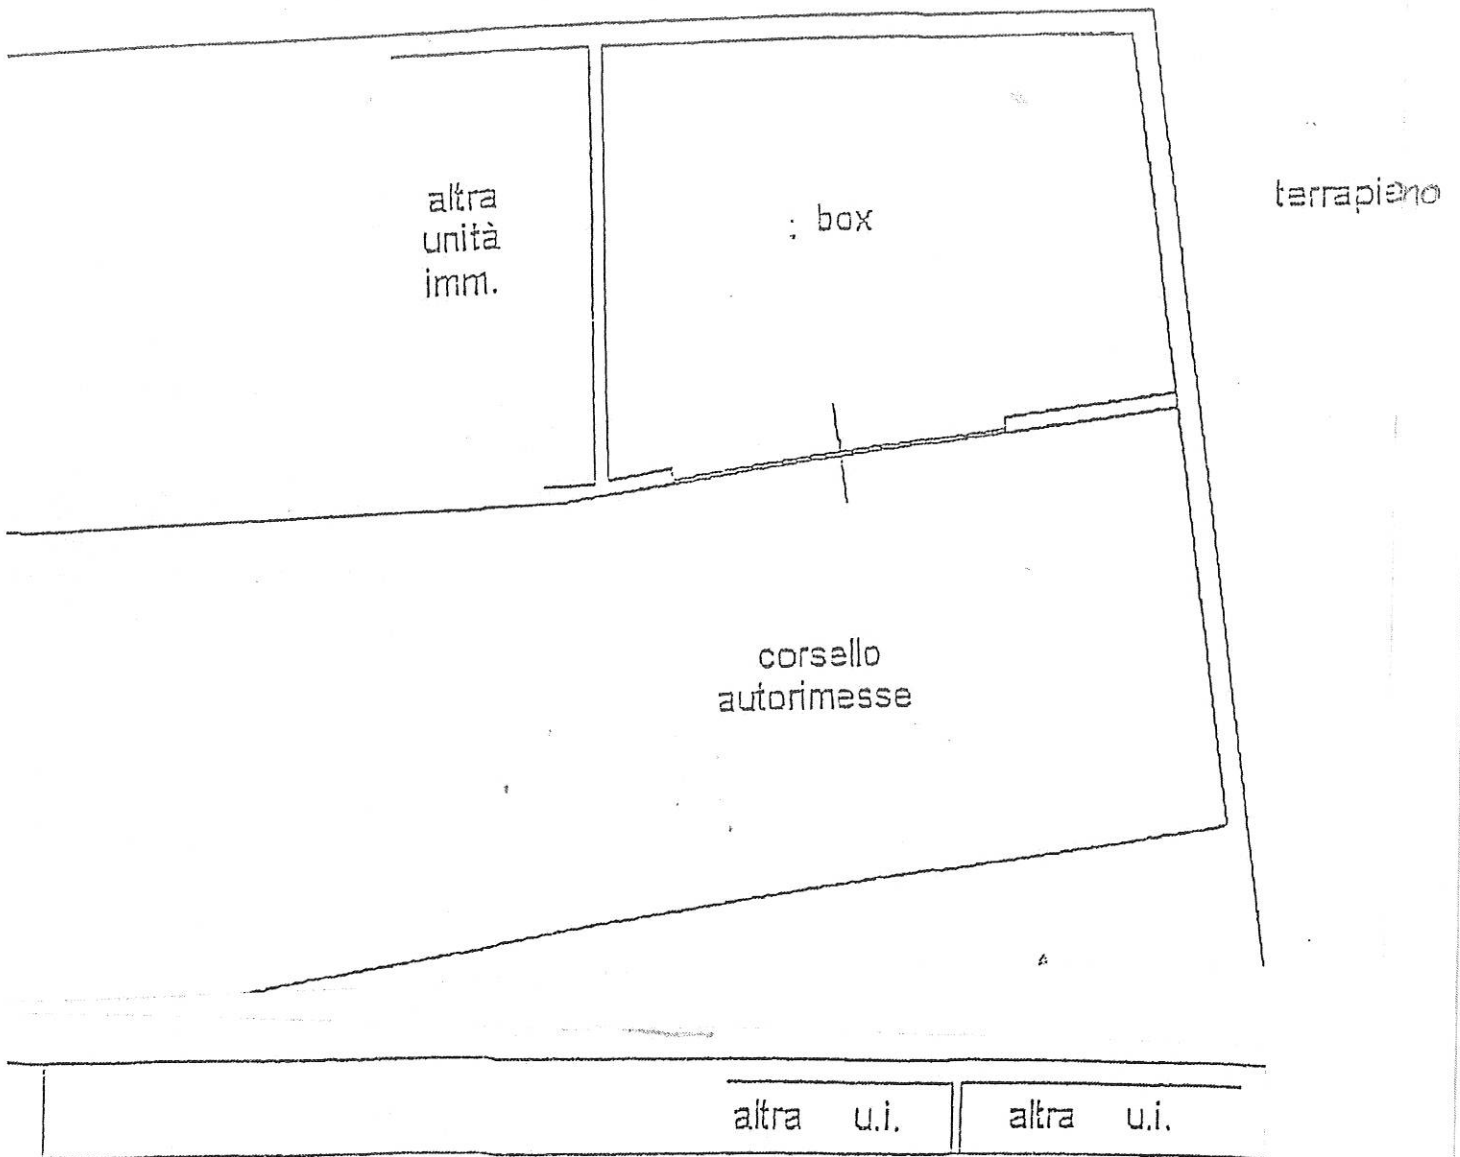 altra
unità
imm.
box
terrapieno
corsello
autorimesse
altra u.i.
altra u.i.